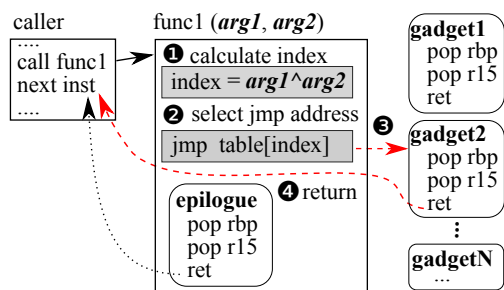 caller
....
call func1
next inst
....
func1 (arg1, arg2)
❶ calculate index
index = arg1^arg2
❷ select jmp address
jmp table[index]
❸
❹ return
epilogue
pop rbp
pop r15
ret
gadget1
pop rbp
pop r15
ret
gadget2
pop rbp
pop r15
ret
gadgetN
...